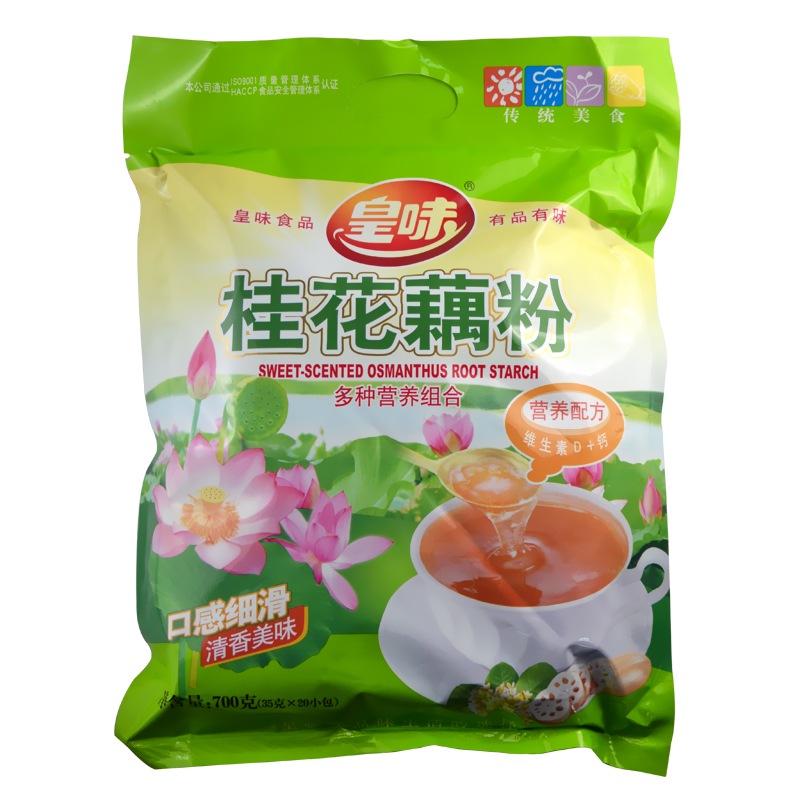 本公司通过ISO9001质量管理体系认证
HACCP食品安全管理体系
传统美食
皇味食品
皇味®
有品有味
桂花藕粉
SWEET-SCENTED OSMANTHUS ROOT STARCH
多种营养组合
营养配方
维生素D+钙
口感细滑
清香美味
含量:700克(35克×20小包)